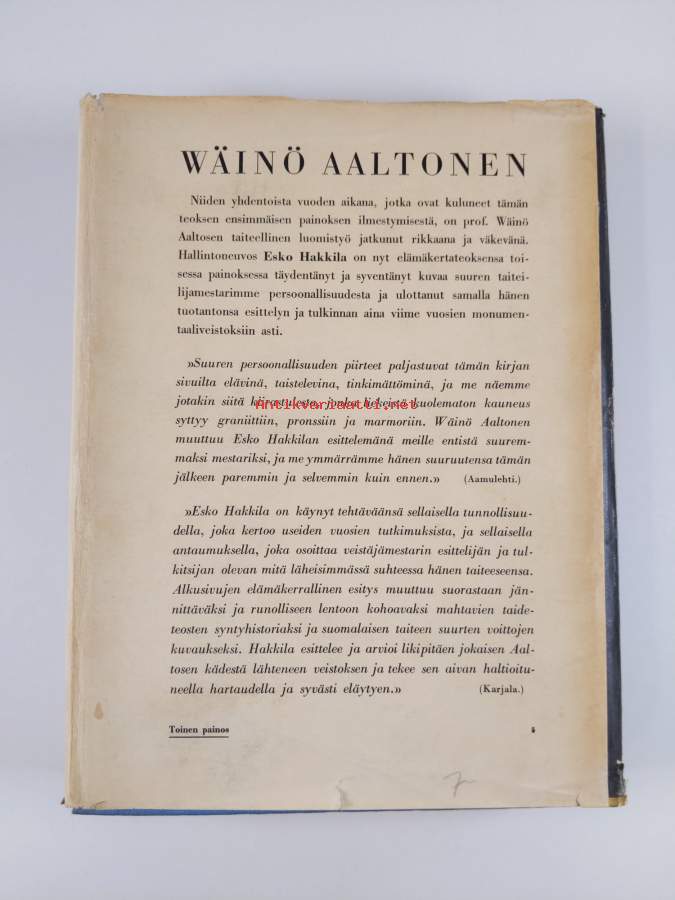 WÄINÖ AALTONEN
Niiden yhdentoista vuoden aikana, jotka ovat kuluneet tämän
teoksen ensimmäisen painoksen ilmestymisestä, on prof. Wäinö
Aaltosen taiteellinen luomistyö jatkunut rikkaana ja väkevänä.
Hallintoneuvos Esko Hakkila on nyt elämäkertateoksensa toi-
sessa painoksessa täydentänyt ja syventänyt kuvaa suuren taitei-
lijamestarimme persoonallisuudesta ja ulottanut samalla hänen
tuotantonsa esittelyn ja tulkinnan aina viime vuosien monumen-
taaliveistoksiin asti.
»Suuren persoonallisuuden piirteet paljastuvat tämän kirjan
sivuilta elävinä, taistelevina, tinkimättöminä, ja me näemme
jotakin siitä kiirastulesta, jonka liekeistä kuolematon kauneus
Antikvariaatti.net
syttyy graniittiin, pronssiin ja marmoriin. Wäinö Aaltonen
muuttuu Esko Hakkilan esittelemänä meille entistä suurem-
maksi mestariksi, ja me ymmärrämme hänen suuruutensa tämän
jälkeen paremmin ja selvemmin kuin ennen.» (Aamulehti.)
»Esko Hakkila on käynyt tehtäväänsä sellaisella tunnollisuu-
della, joka kertoo useiden vuosien tutkimuksista, ja sellaisella
antaumuksella, joka osoittaa veistäjämestarin esittelijän ja tul-
kitsijan olevan mitä läheisimmässä suhteessa hänen taiteeseensa.
Alkusivujen elämäkerrallinen esitys muuttuu suorastaan jän-
nittäväksi ja runolliseen lentoon kohoavaksi mahtavien taide-
teosten syntyhistoriaksi ja suomalaisen taiteen suurten voittojen
kuvaukseksi. Hakkila esittelee ja arvioi likipitäen jokaisen Aal-
tosen kädestä lähteneen veistoksen ja tekee sen aivan haltioitu-
neella hartaudella ja syvästi eläytyen.» (Karjala.)
Toinen painos 5